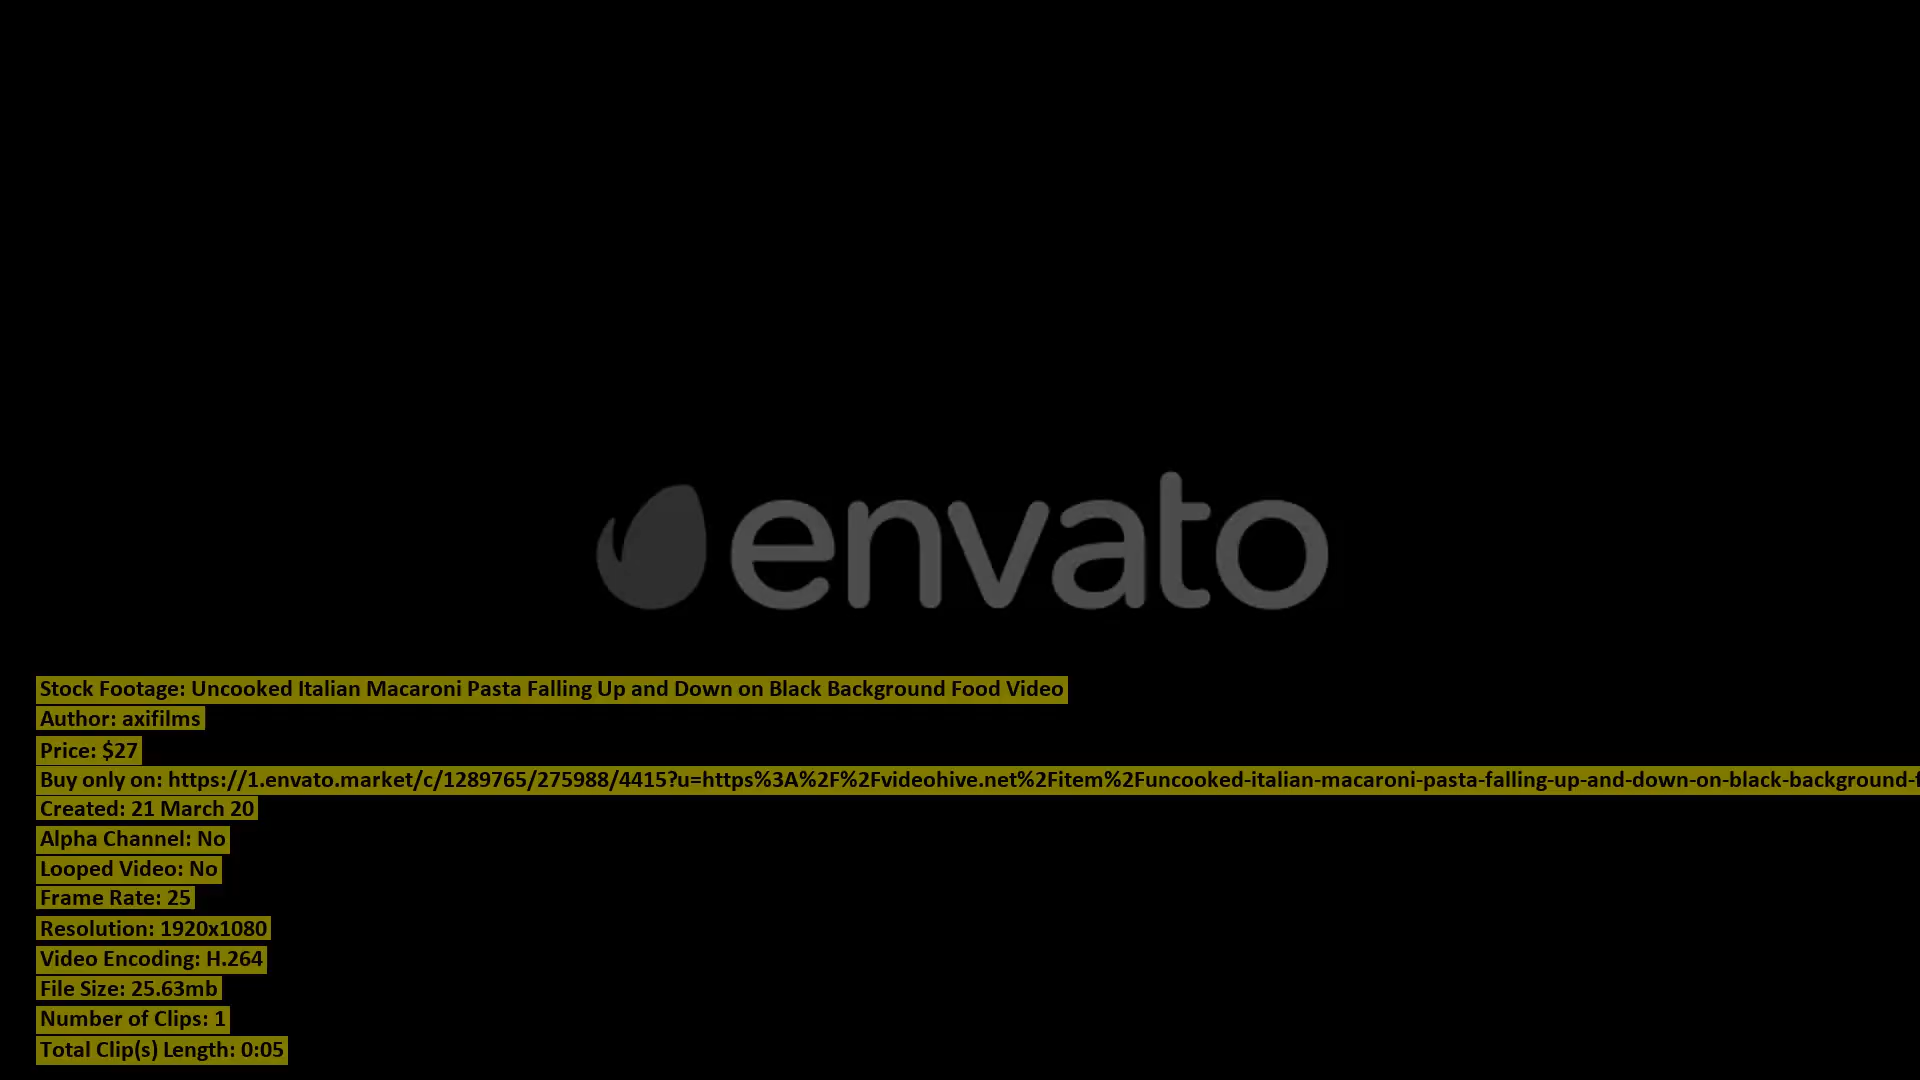 envato
Stock Footage: Uncooked Italian Macaroni Pasta Falling Up and Down on Black Background Food Video
Author: axifilms
Price: $27
Buy only on: https://1.envato.market/c/1289765/275988/4415?u=https%3A%2F%2Fvideohive.net%2Fitem%2Funcooked-italian-macaroni-pasta-falling-up-and-down-on-black-background-f
Created: 21 March 20
Alpha Channel: No
Looped Video: No
Frame Rate: 25
Resolution: 1920x1080
Video Encoding: H.264
File Size: 25.63mb
Number of Clips: 1
Total Clip(s) Length: 0:05